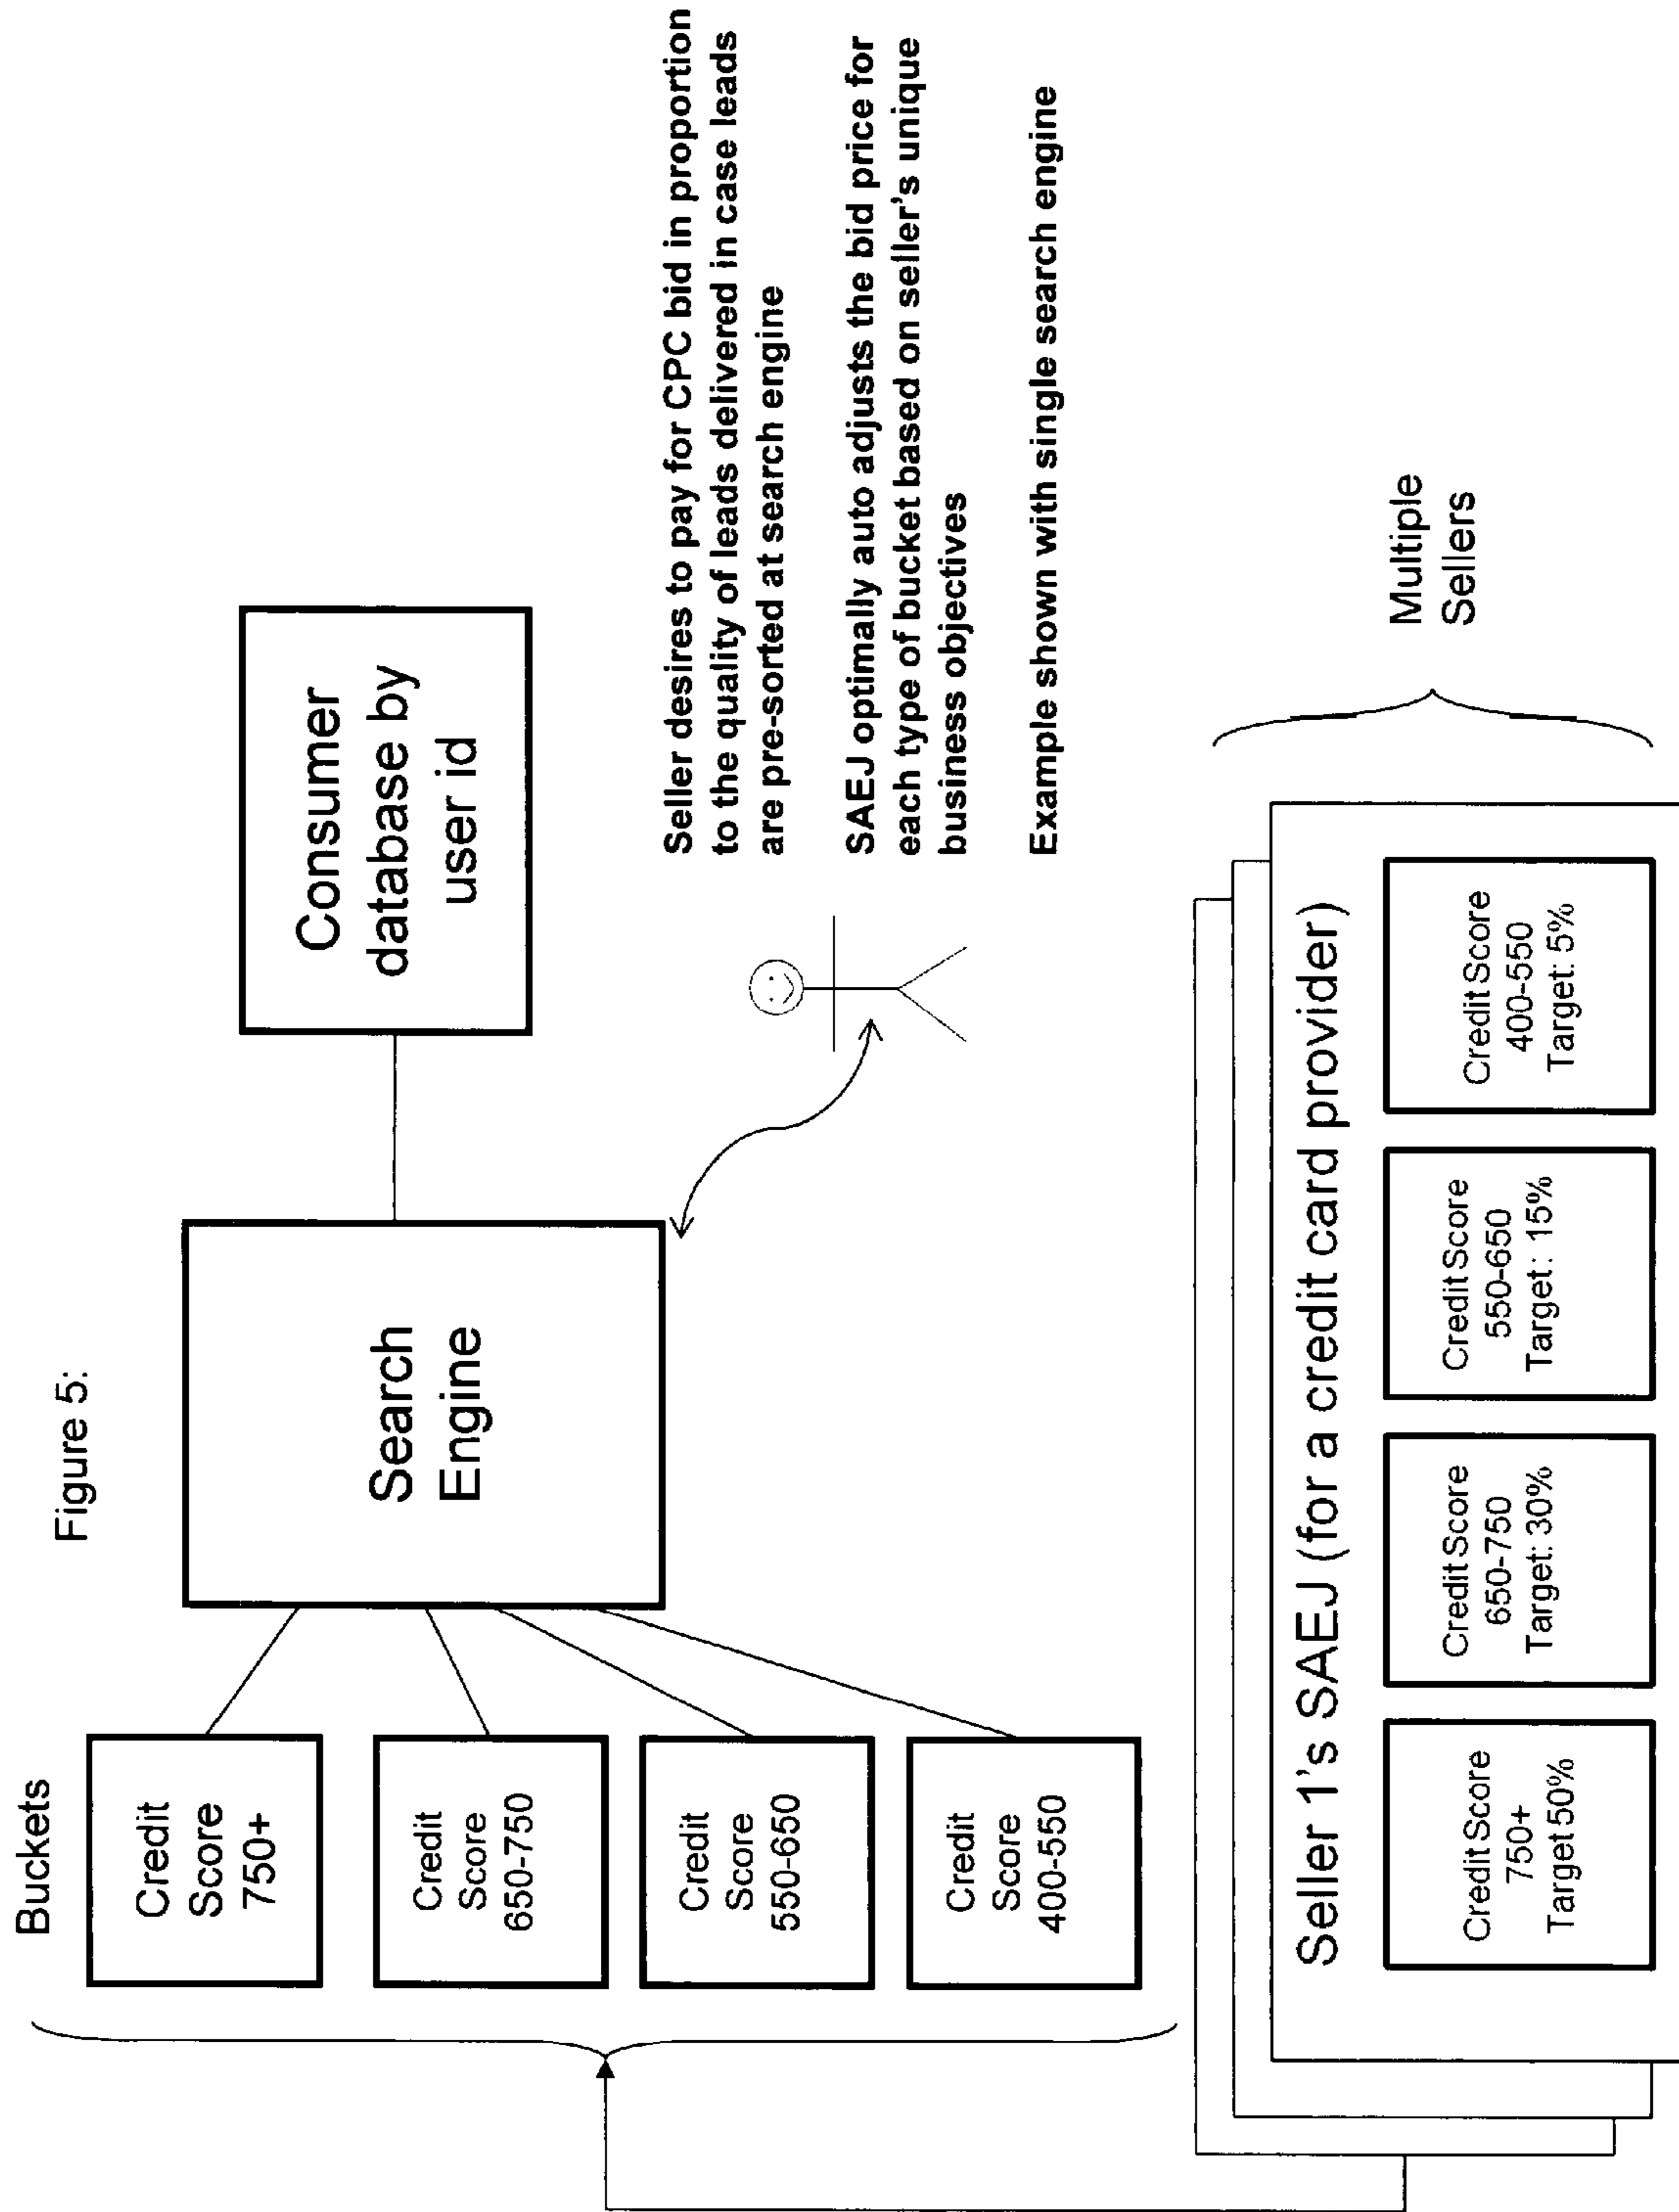 Figure 5:
Buckets
Credit
Score
750+
Credit
Score
650-750
Credit
Score
550-650
Credit
Score
400-550
Search
Engine
Consumer
database by
user id
Seller desires to pay for CPC bid in proportion
to the quality of leads delivered in case leads
are pre-sorted at search engine
SAEJ optimally auto adjusts the bid price for
each type of bucket based on seller's unique
business objectives
Example shown with single search engine
Seller 1's SAEJ (for a credit card provider)
Credit Score
750+
Target 50%
Credit Score
650-750
Target: 30%
Credit Score
550-650
Target: 15%
Credit Score
400-550
Target: 5%
Multiple
Sellers